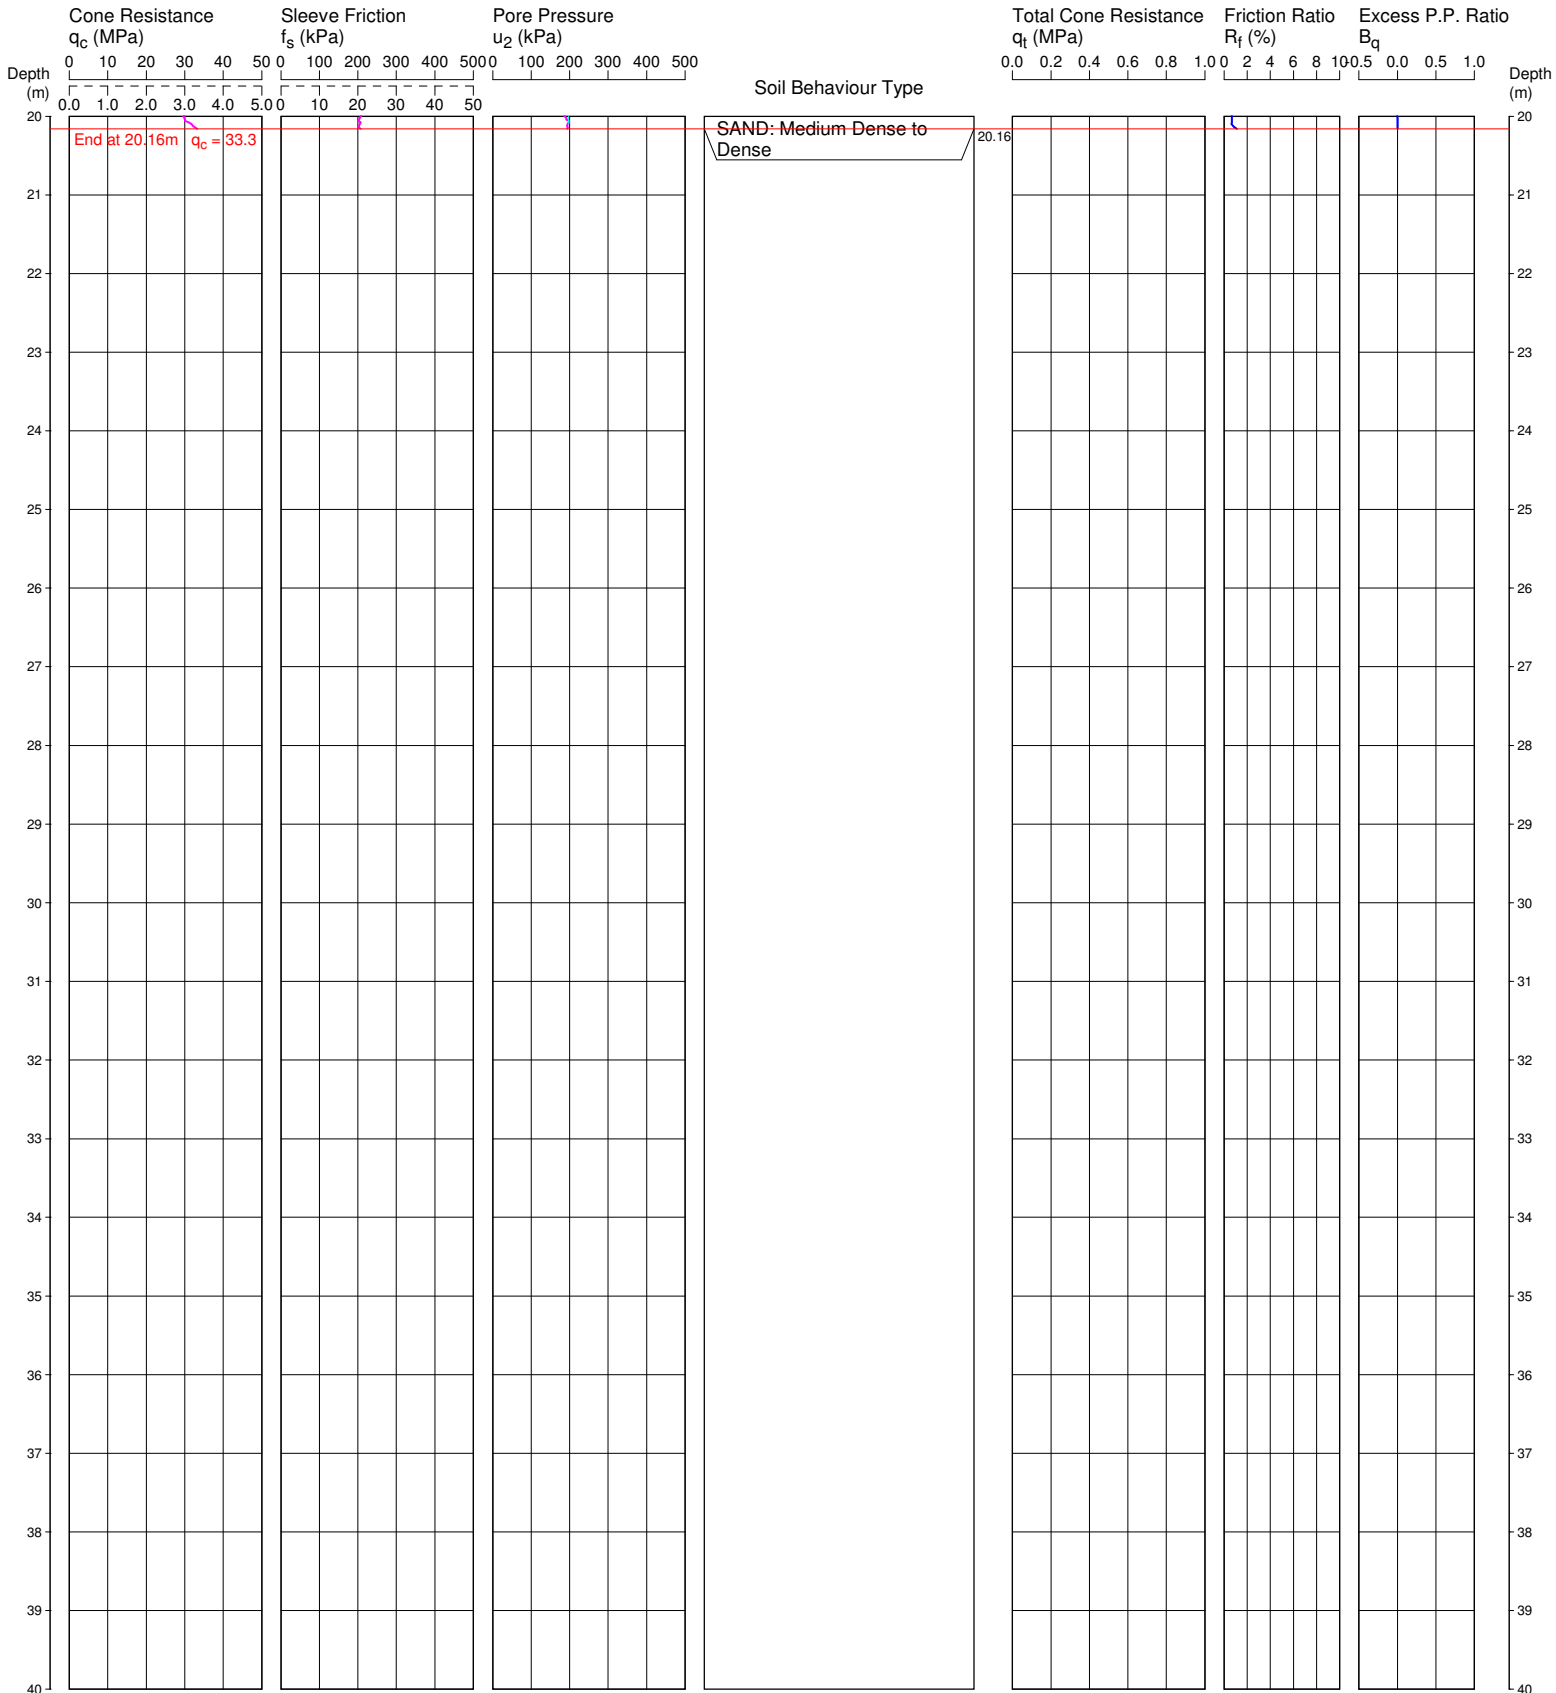 Cone Resistance Sleeve Friction Pore Pressure Total Cone Resistance Friction Ratio Excess P.P. Ratio
qc (MPa) fs (kPa) u2 (kPa) qt (MPa) Rf (%) Bq
0 10 20 30 40 50 0 100 200 300 400 500 0 100 200 300 400 500 0.0 0.2 0.4 0.6 0.8 1.0 0 2 4 6 8 10 0.5 0.0 0.5 1.0
Depth Depth
(m) Soil Behaviour Type (m)
0.0 1.0 2.0 3.0 4.0 5.0 0 10 20 30 40 50
20 SAND: Medium Dense to 20
End at 20.16m qc = 33.3 Dense 20.16
21 21
22 22
23 23
24 24
25 25
26 26
27 27
28 28
29 29
30 30
31 31
32 32
33 33
34 34
35 35
36 36
37 37
38 38
39 39
40 40